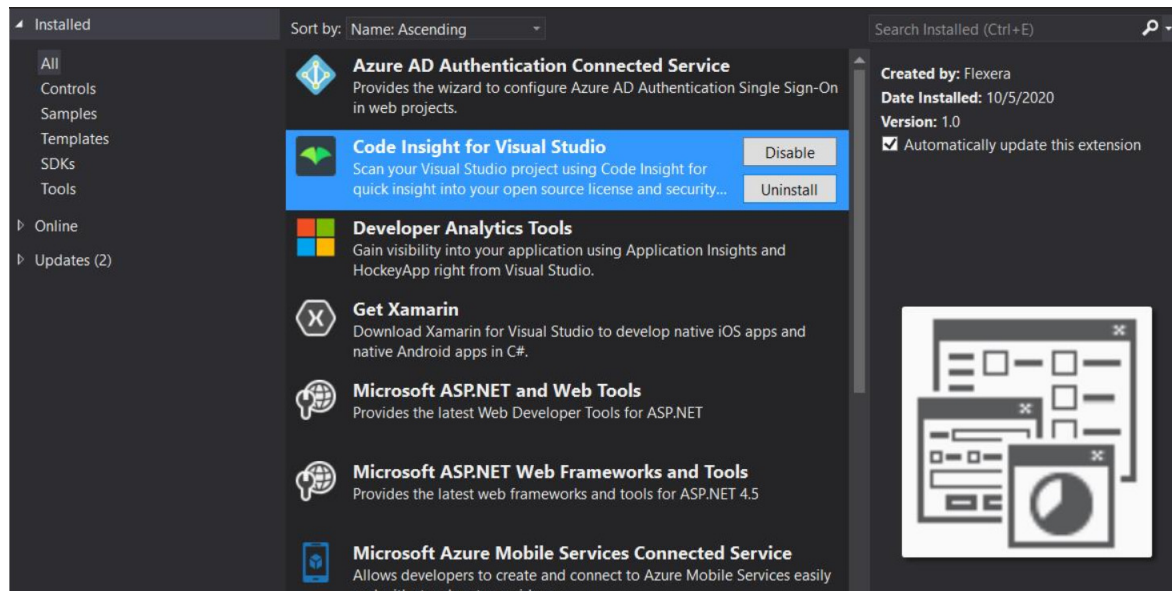 Installed
All
Controls
Samples
Templates
SDKs
Tools
Online
Updates (2)
Sort by: Name: Ascending
Azure AD Authentication Connected Service
Provides the wizard to configure Azure AD Authentication Single Sign-On
in web projects.
Code Insight for Visual Studio
Scan your Visual Studio project using Code Insight for
quick insight into your open source license and security...
Disable
Uninstall
Developer Analytics Tools
Gain visibility into your application using Application Insights and
HockeyApp right from Visual Studio.
Get Xamarin
Download Xamarin for Visual Studio to develop native iOS apps and
native Android apps in C#.
Microsoft ASP.NET and Web Tools
Provides the latest Web Developer Tools for ASP.NET
Microsoft ASP.NET Web Frameworks and Tools
Provides the latest web frameworks and tools for ASP.NET 4.5
Microsoft Azure Mobile Services Connected Service
Allows developers to create and connect to Azure Mobile Services easily
Search Installed (Ctrl+E)
Created by: Flexera
Date Installed: 10/5/2020
Version: 1.0
Automatically update this extension